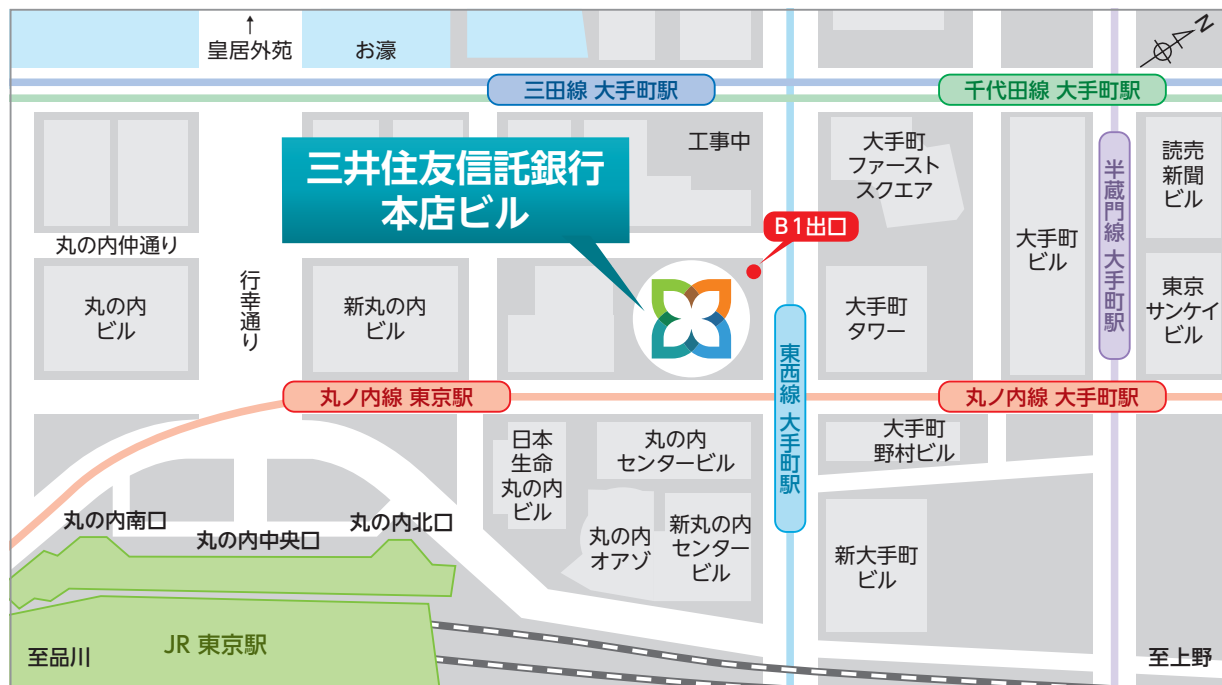 ↑
皇居外苑
お濠
N
三田線 大手町駅
千代田線 大手町駅
三井住友信託銀行
本店ビル
工事中
大手町
ファースト
スクエア
大手町
ビル
半蔵門線 大手町駅
読売
新聞
ビル
B1出口
丸の内仲通り
丸の内
ビル
行幸通り
新丸の内
ビル
大手町
タワー
東京
サンケイ
ビル
東西線 大手町駅
丸ノ内線 東京駅
丸ノ内線 大手町駅
日本
生命
丸の内
ビル
丸の内
センタービル
大手町
野村ビル
丸の内
オアゾ
新丸の内
センター
ビル
新大手町
ビル
丸の内南口
丸の内中央口
丸の内北口
JR 東京駅
至品川
至上野